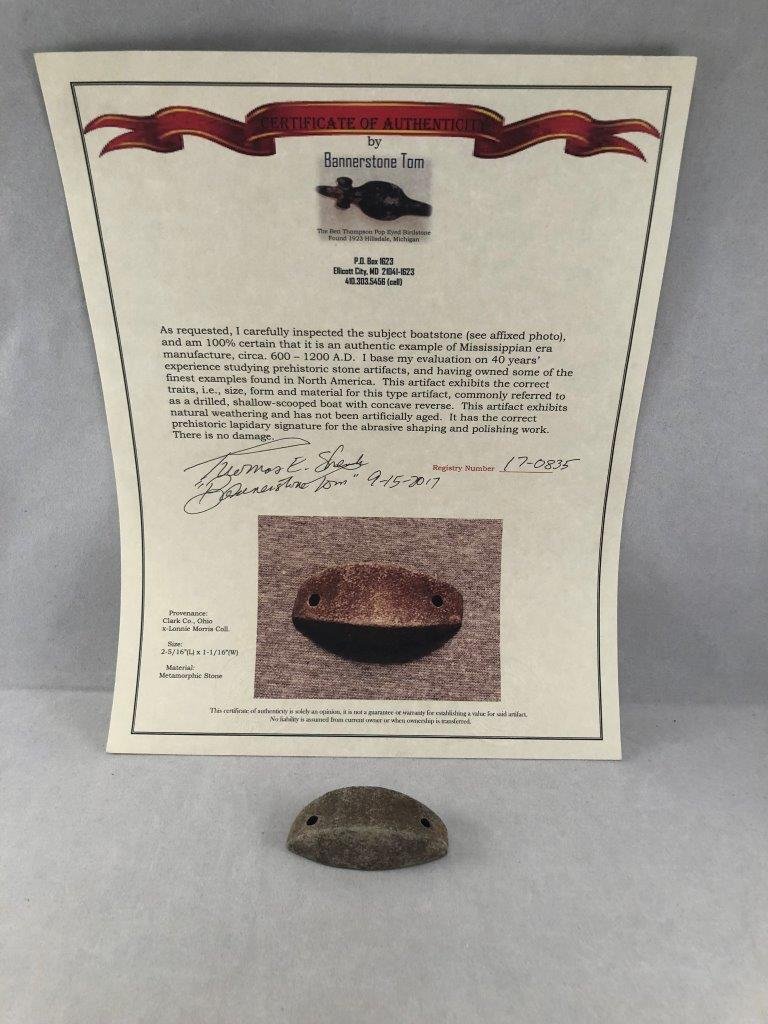 CERTIFICATE OF AUTHENTICITY
by
Bannerstone Tom
The Ben Thompson Pop Eyed Birdstone
Found 1923 Hillsdale, Michigan
P.O. Box 1623
Ellicott City, MD 21041-1623
410.303.5456 (cell)
As requested, I carefully inspected the subject boatstone (see affixed photo),
and am 100% certain that it is an authentic example of Mississippian era
manufacture, circa. 600 – 1200 A.D. I base my evaluation on 40 years'
experience studying prehistoric stone artifacts, and having owned some of the
finest examples found in North America. This artifact exhibits the correct
traits, i.e., size, form and material for this type artifact, commonly referred to
as a drilled, shallow-scooped boat with concave reverse. This artifact exhibits
natural weathering and has not been artificially aged. It has the correct
prehistoric lapidary signature for the abrasive shaping and polishing work.
There is no damage.
Thomas E.
"Bannerstone Tom" 9-15-2017
Registry Number 17-0835
Provenance:
Clark Co., Ohio
x-Lonnie Morris Coll.
Size:
2-5/16"(L) x 1-1/16"(W)
Material:
Metamorphic Stone
This certificate of authenticity is solely an opinion, it is not a guarantee or warranty for establishing a value for said artifact.
No liability is assumed from current owner or when ownership is transferred.